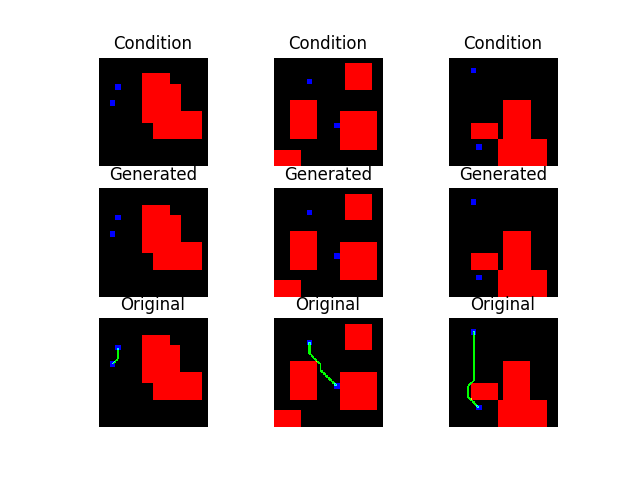 Condition Condition Condition
Generated Generated Generated
Original Original Original